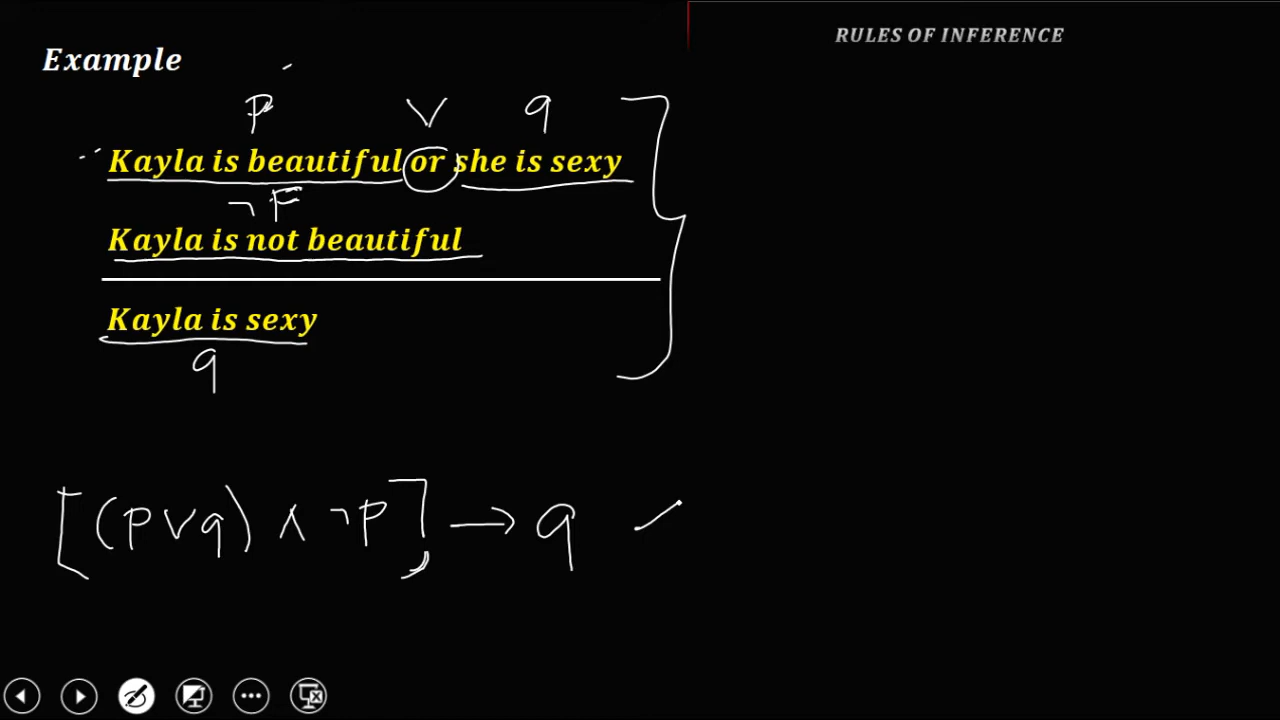 RULES OF INFERENCE
Example
P ∨ q
Kayla is beautiful or she is sexy
¬P
Kayla is not beautiful
Kayla is sexy
q
[(p∨q) ∧ ¬P] → q